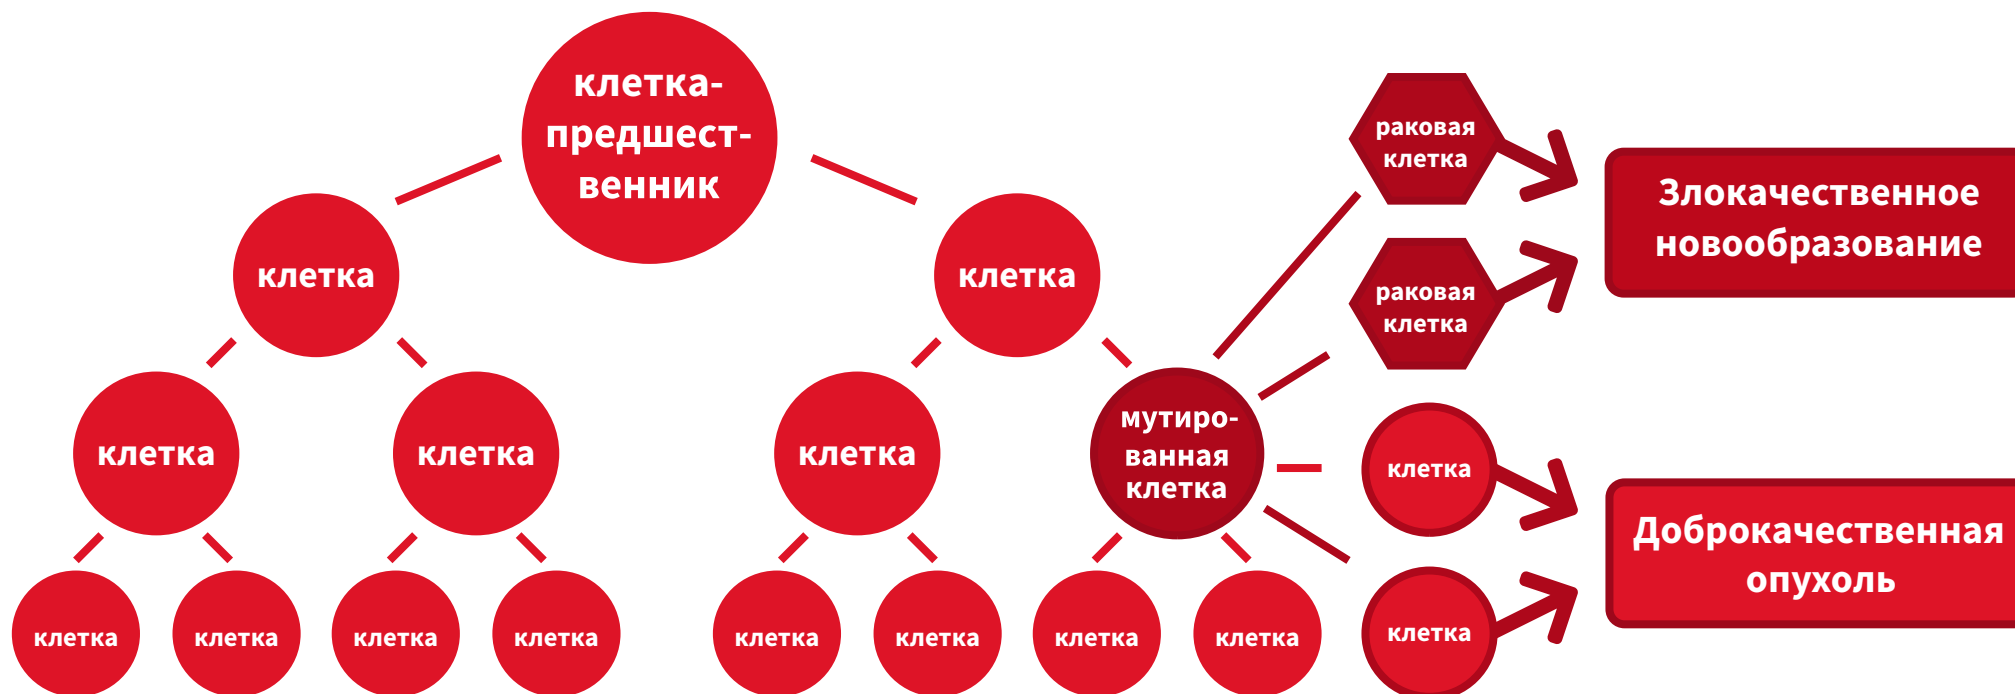 клетка-
предшест-
венник
клетка
клетка
клетка
клетка
клетка
мутиро-
ванная
клетка
клетка
клетка
клетка
клетка
клетка
клетка
клетка
клетка
раковая
клетка
раковая
клетка
клетка
клетка
Злокачественное
новообразование
Доброкачественная
опухоль